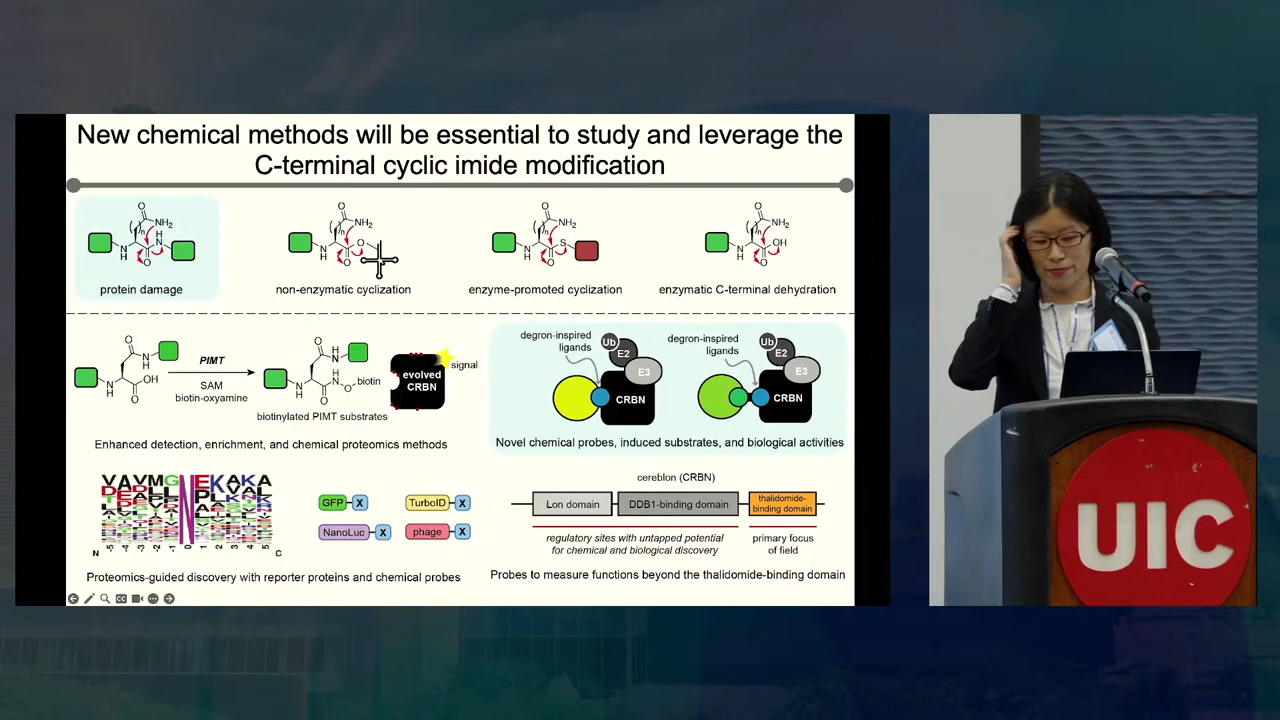 New chemical methods will be essential to study and leverage the
C-terminal cyclic imide modification
protein damage
non-enzymatic cyclization
enzyme-promoted cyclization
enzymatic C-terminal dehydration
PIMT
SAM
biotin-oxyamine
biotin
biotinylated PIMT substrates
evolved
CRBN
signal
Enhanced detection, enrichment, and chemical proteomics methods
degron-inspired
ligands
Ub
E2
E3
CRBN
degron-inspired
ligands
Ub
E2
E3
CRBN
Novel chemical probes, induced substrates, and biological activities
N
C
Proteomics-guided discovery with reporter proteins and chemical probes
GFP X
TurboID X
NanoLuc X
phage X
cereblon (CRBN)
Lon domain
DDB1-binding domain
thalidomide-
binding domain
regulatory sites with untapped potential
for chemical and biological discovery
primary focus
of field
Probes to measure functions beyond the thalidomide-binding domain
UIC